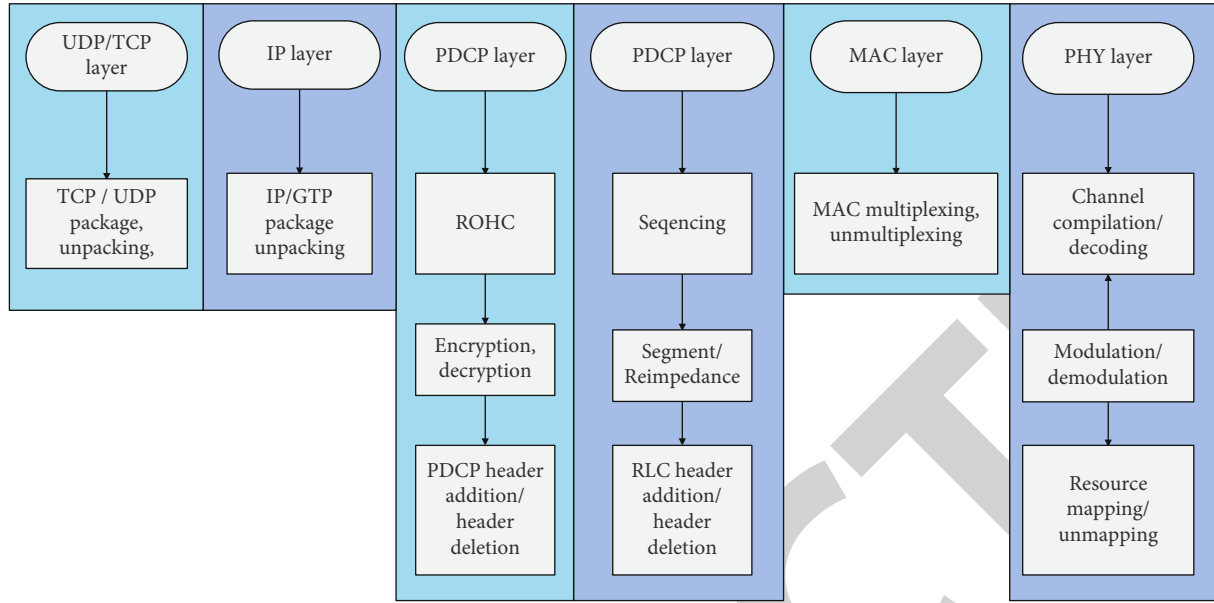 UDP/TCP
layer
TCP / UDP
package,
unpacking,
IP layer
IP/GTP
package
unpacking
PDCP layer
ROHC
Encryption,
decryption
PDCP header
addition/
header
deletion
PDCP layer
Seqencing
Segment/
Reimpedance
RLC header
addition/
header
deletion
MAC layer
MAC multiplexing,
unmultiplexing
PHY layer
Channel
compilation/
decoding
Modulation/
demodulation
Resource
mapping/
unmapping